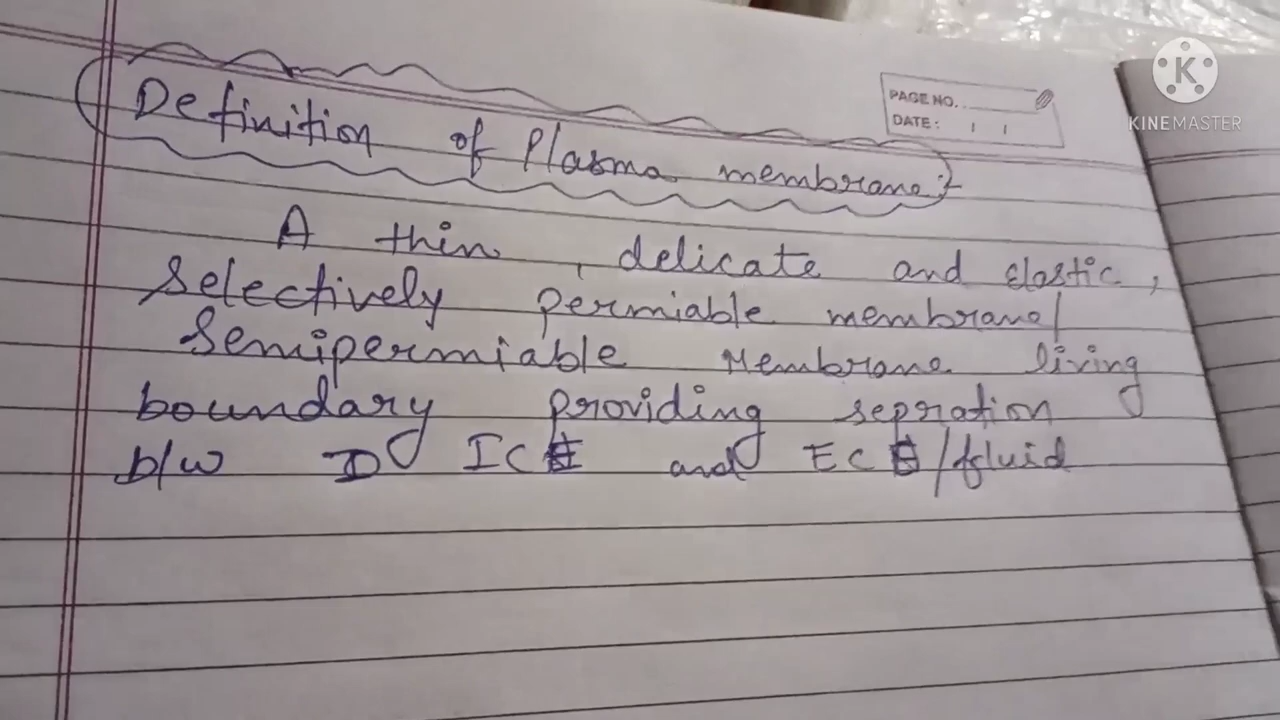 PAGE NO.
DATE:
K
KINEMASTER
Definition of Plasma membrane:-
A thin, delicate and elastic,
selectively permiable membrane/
Semipermiable Membrane living
boundary providing sepration
b/w IC and EC /fluid